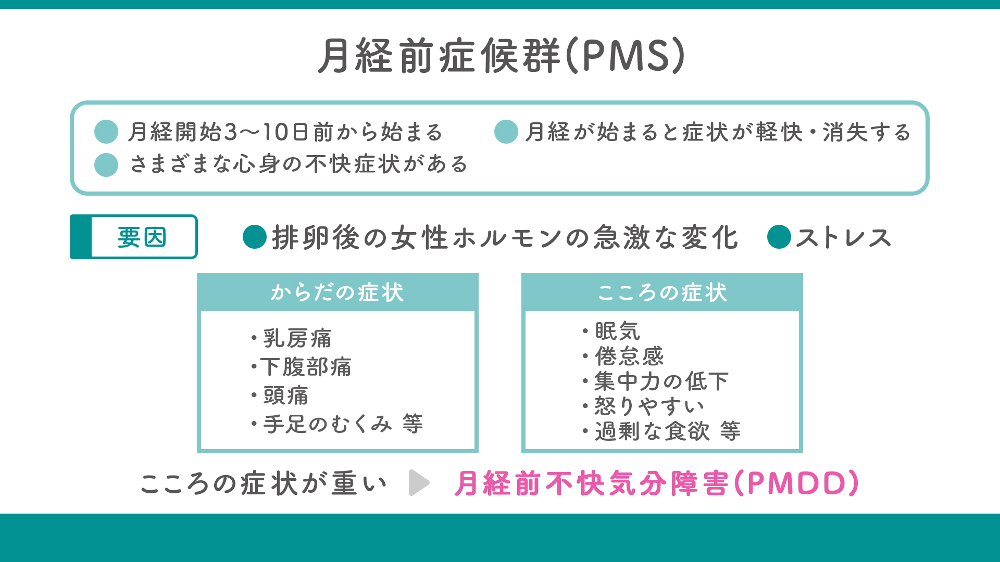 月経前症候群(PMS)
●月経開始3～10日前から始まる ●月経が始まると症状が軽快・消失する
●さまざまな心身の不快症状がある
要因 ●排卵後の女性ホルモンの急激な変化 ●ストレス
からだの症状
・乳房痛
・下腹部痛
・頭痛
・手足のむくみ 等
こころの症状
・眠気
・倦怠感
・集中力の低下
・怒りやすい
・過剰な食欲 等
こころの症状が重い ▶ 月経前不快気分障害(PMDD)